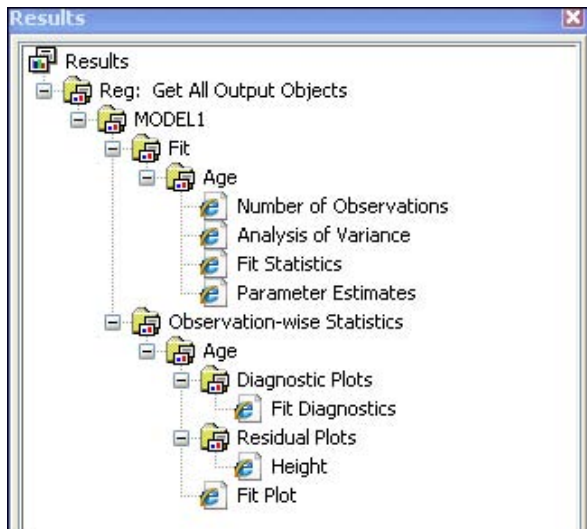 Results
Results
Reg: Get All Output Objects
MODEL1
Fit
Age
Number of Observations
Analysis of Variance
Fit Statistics
Parameter Estimates
Observation-wise Statistics
Age
Diagnostic Plots
Fit Diagnostics
Residual Plots
Height
Fit Plot